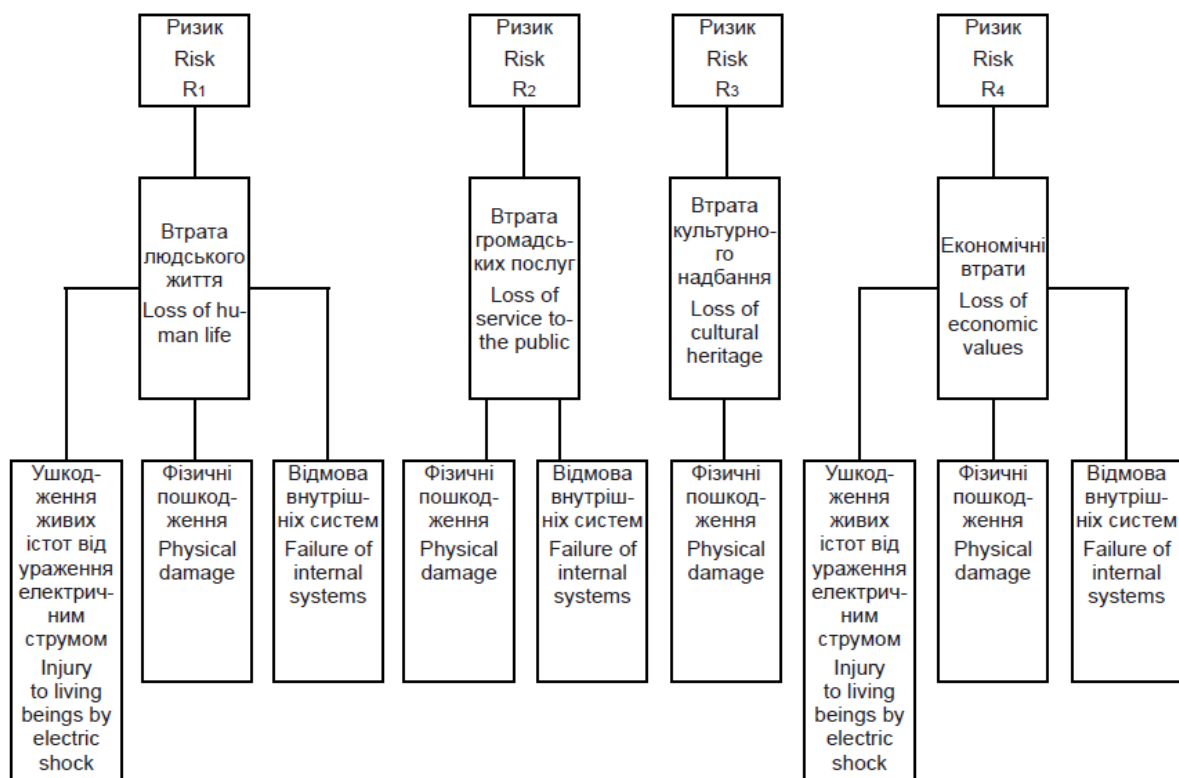 Ризик
Risk
R1
Ризик
Risk
R2
Ризик
Risk
R3
Ризик
Risk
R4
Втрата
людського
життя
Loss of hu-
man life
Втрата
громадсь-
ких послуг
Loss of
service to-
the public
Втрата
культурно-
го
надбання
Loss of
cultural
heritage
Економічні
втрати
Loss of
economic
values
Ушкод-
ження
живих
істот від
ураження
електрич-
ним
струмом
Injury
to living
beings by
electric
shock
Фізичні
пошкод-
ження
Physical
damage
Відмова
внутріш-
ніх систем
Failure of
internal
systems
Фізичні
пошкод-
ження
Physical
damage
Відмова
внутріш-
ніх систем
Failure of
internal
systems
Фізичні
пошкод-
ження
Physical
damage
Ушкод-
ження
живих
істот від
ураження
електрич-
ним
струмом
Injury
to living
beings by
electric
shock
Фізичні
пошкод-
ження
Physical
damage
Відмова
внутріш-
ніх систем
Failure of
internal
systems